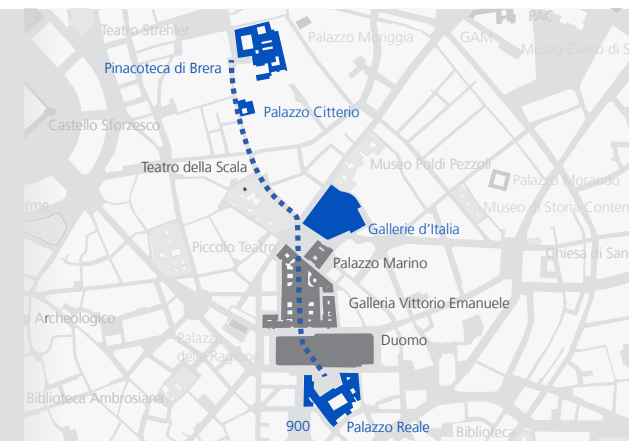 PAC
Teatro Strehler
Palazzo Moriggia
GAM
Museo Civico di S
Pinacoteca di Brera
Palazzo Citterio
Castello Sforzesco
Teatro della Scala
Museo Poldi Pezzoli
Palazzo Morando
Museo di Storia Contem
Gallerie d'Italia
Piccolo Teatro
Palazzo Marino
Chiesa di San
Galleria Vittorio Emanuele
o Archeologico
Palazzo
della Ragione
Duomo
Biblioteca Ambrosiana
900
Palazzo Reale
Biblioteca